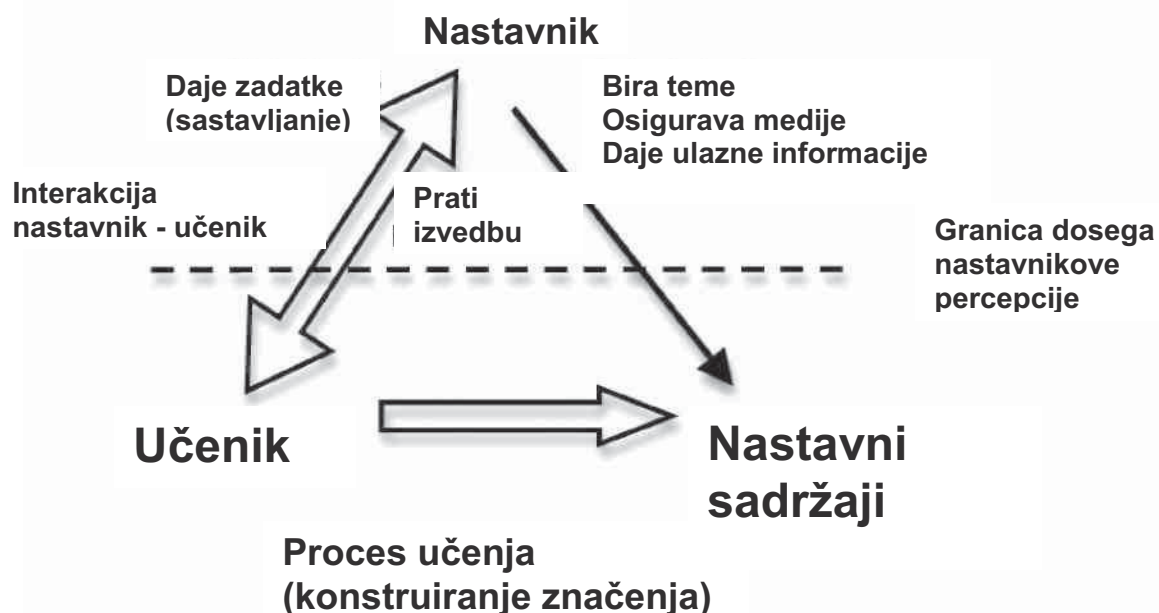 Nastavnik
Daje zadatke
(sastavljanje)
Bira teme
Osigurava medije
Daje ulazne informacije
Interakcija
nastavnik - učenik
Prati
izvedbu
Granica dosega
nastavnikove
percepcije
Učenik
Nastavni
sadržaji
Proces učenja
(konstruiranje značenja)